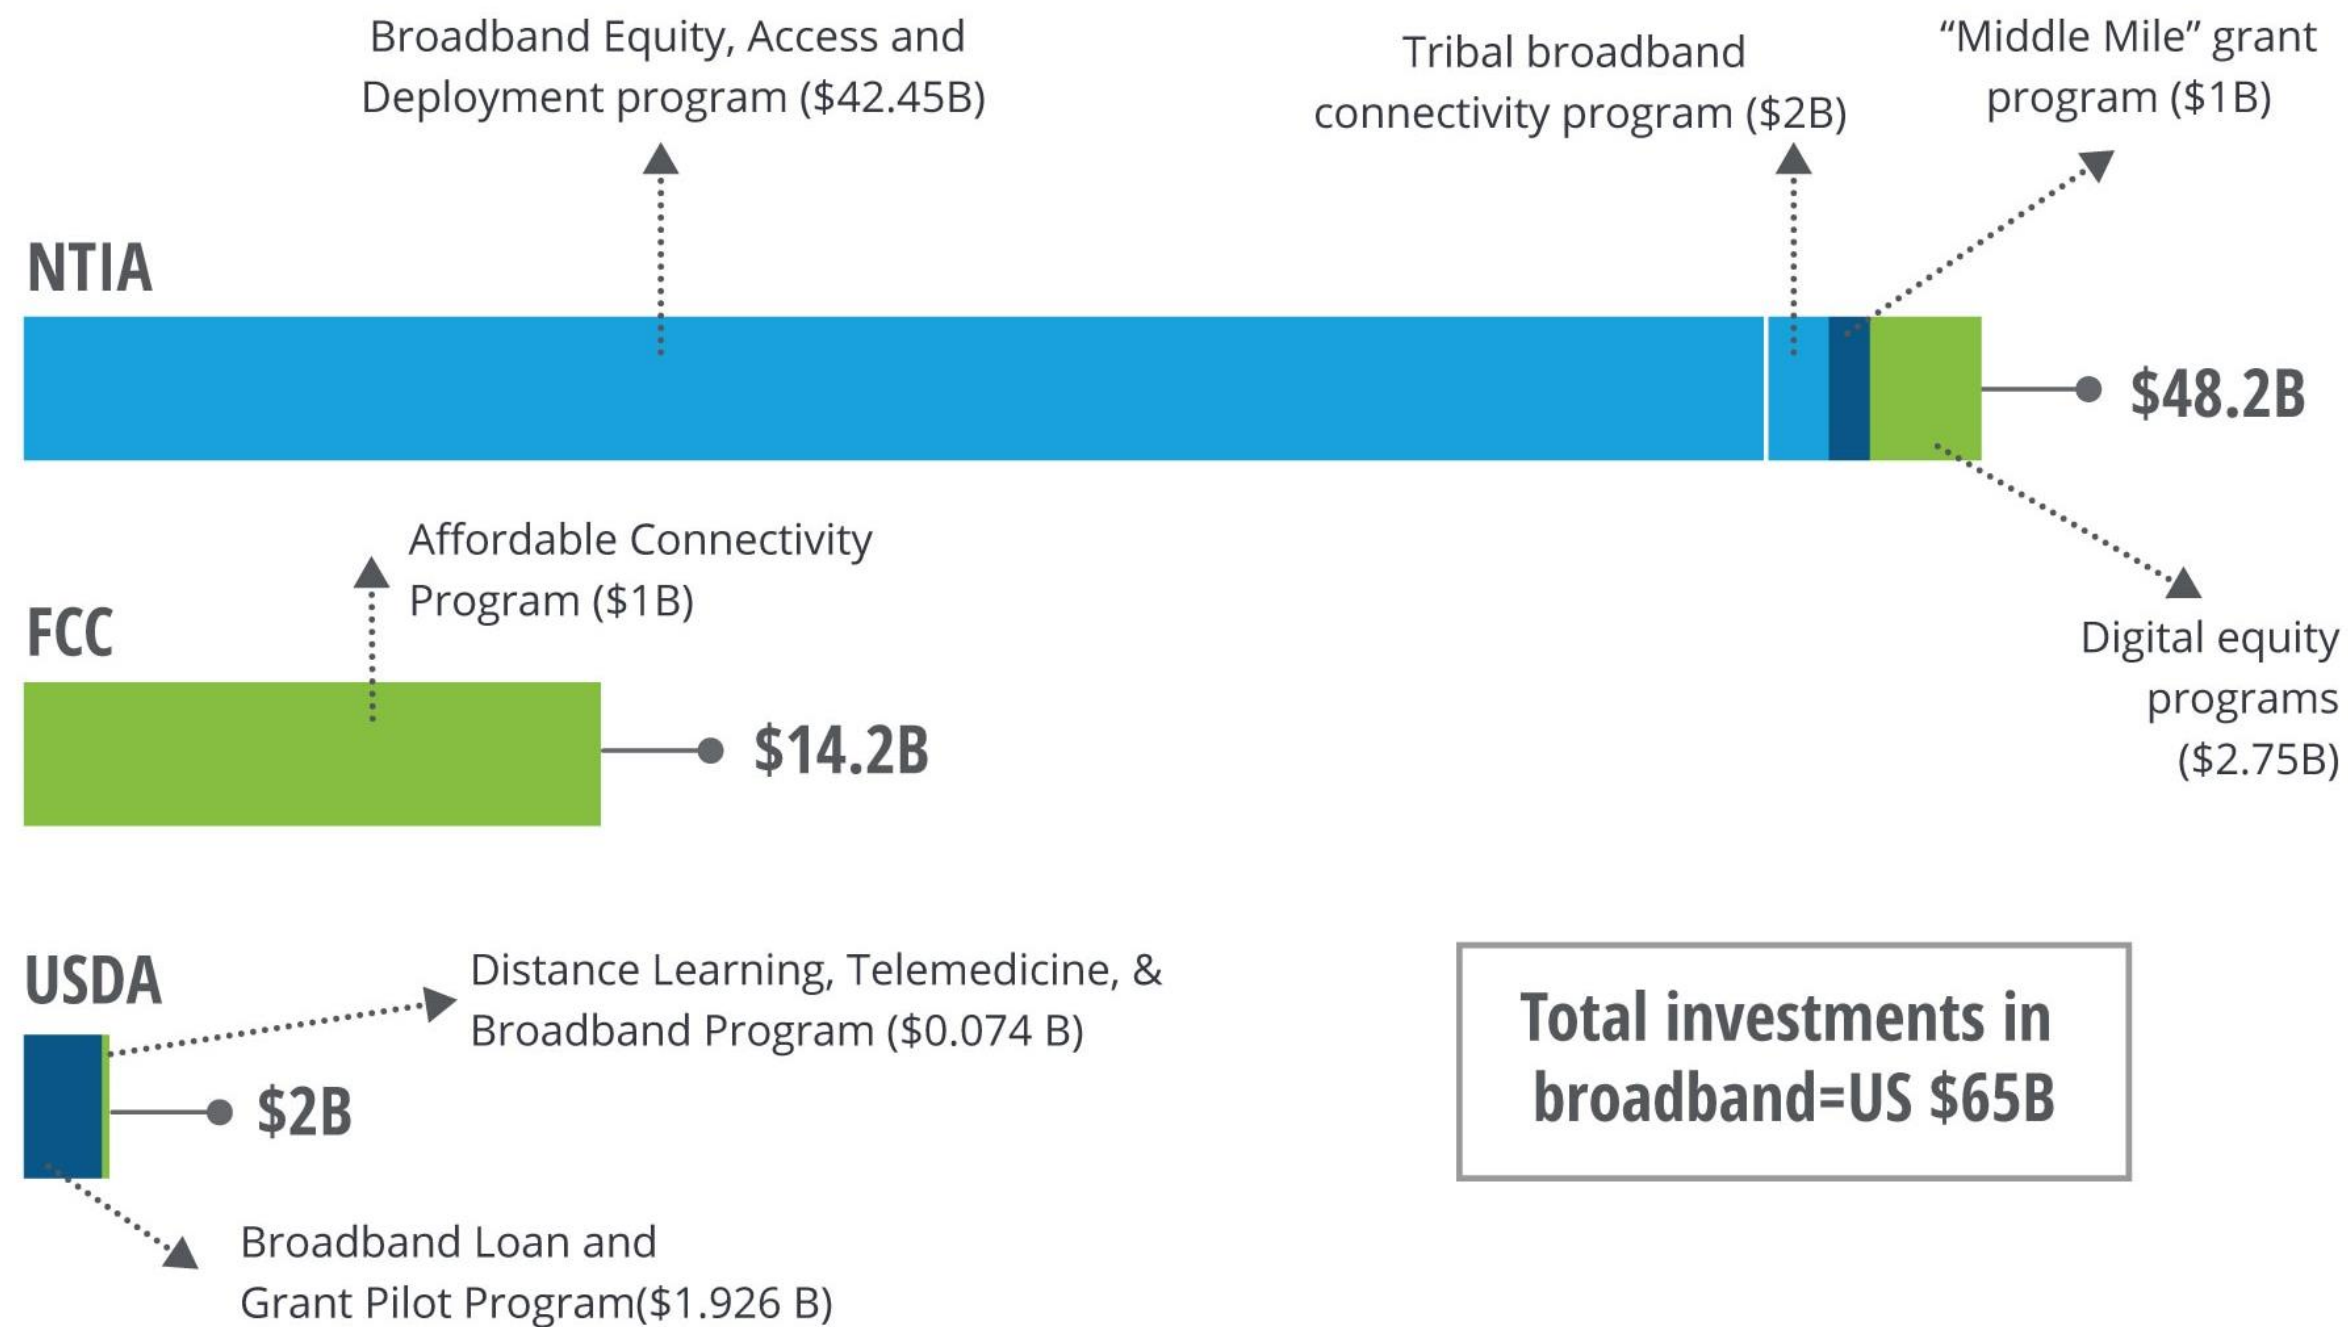 Broadband Equity, Access and
Deployment program ($42.45B)
Tribal broadband
connectivity program ($2B)
“Middle Mile” grant
program ($1B)
NTIA
$48.2B
Affordable Connectivity
Program ($1B)
FCC
$14.2B
Digital equity
programs
($2.75B)
USDA
Distance Learning, Telemedicine, &
Broadband Program ($0.074 B)
$2B
Broadband Loan and
Grant Pilot Program($1.926 B)
Total investments in
broadband=US $65B